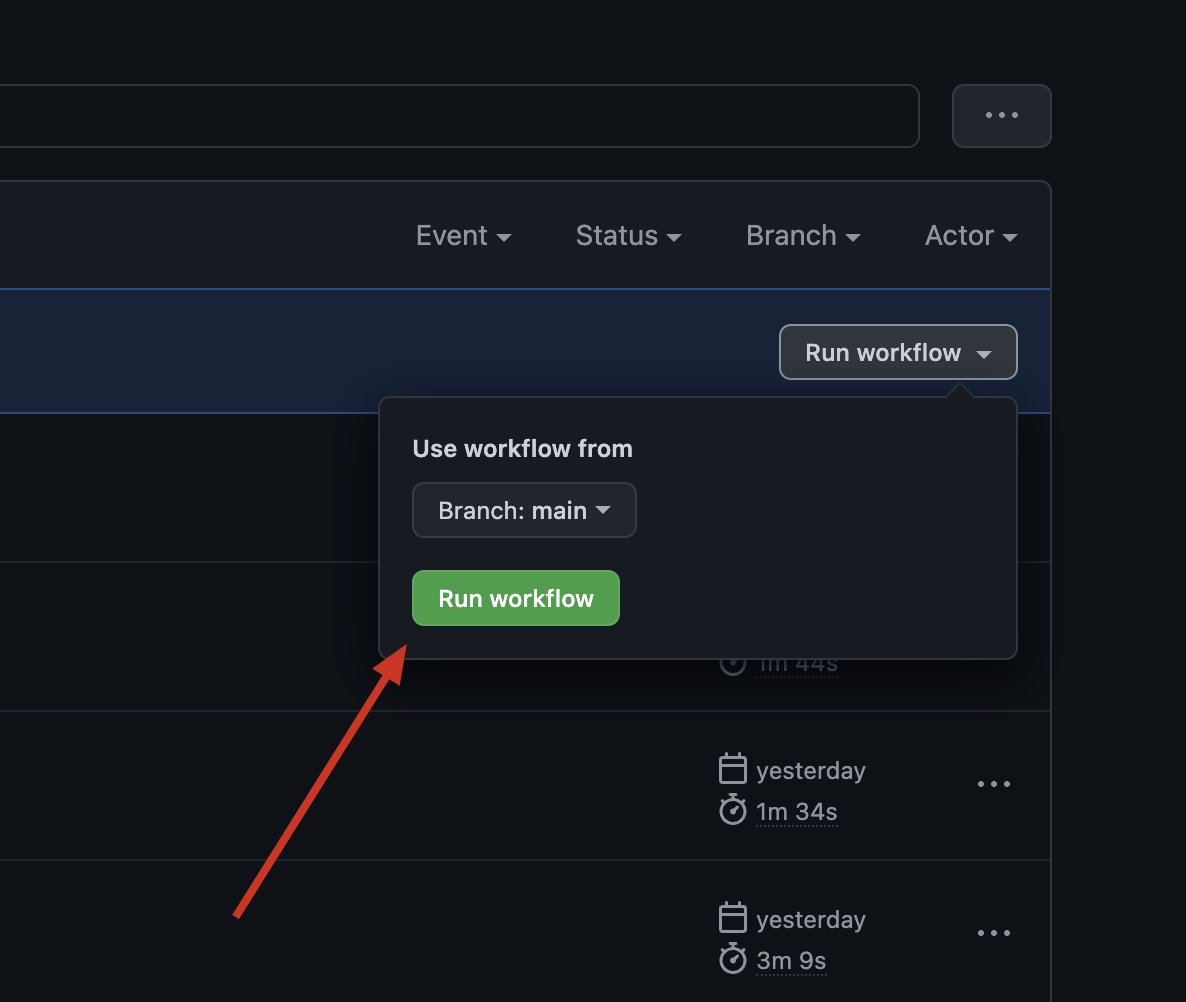 Event Status Branch Actor
Run workflow
Use workflow from
Branch: main
Run workflow
1m 44s
yesterday
1m 34s
yesterday
3m 9s